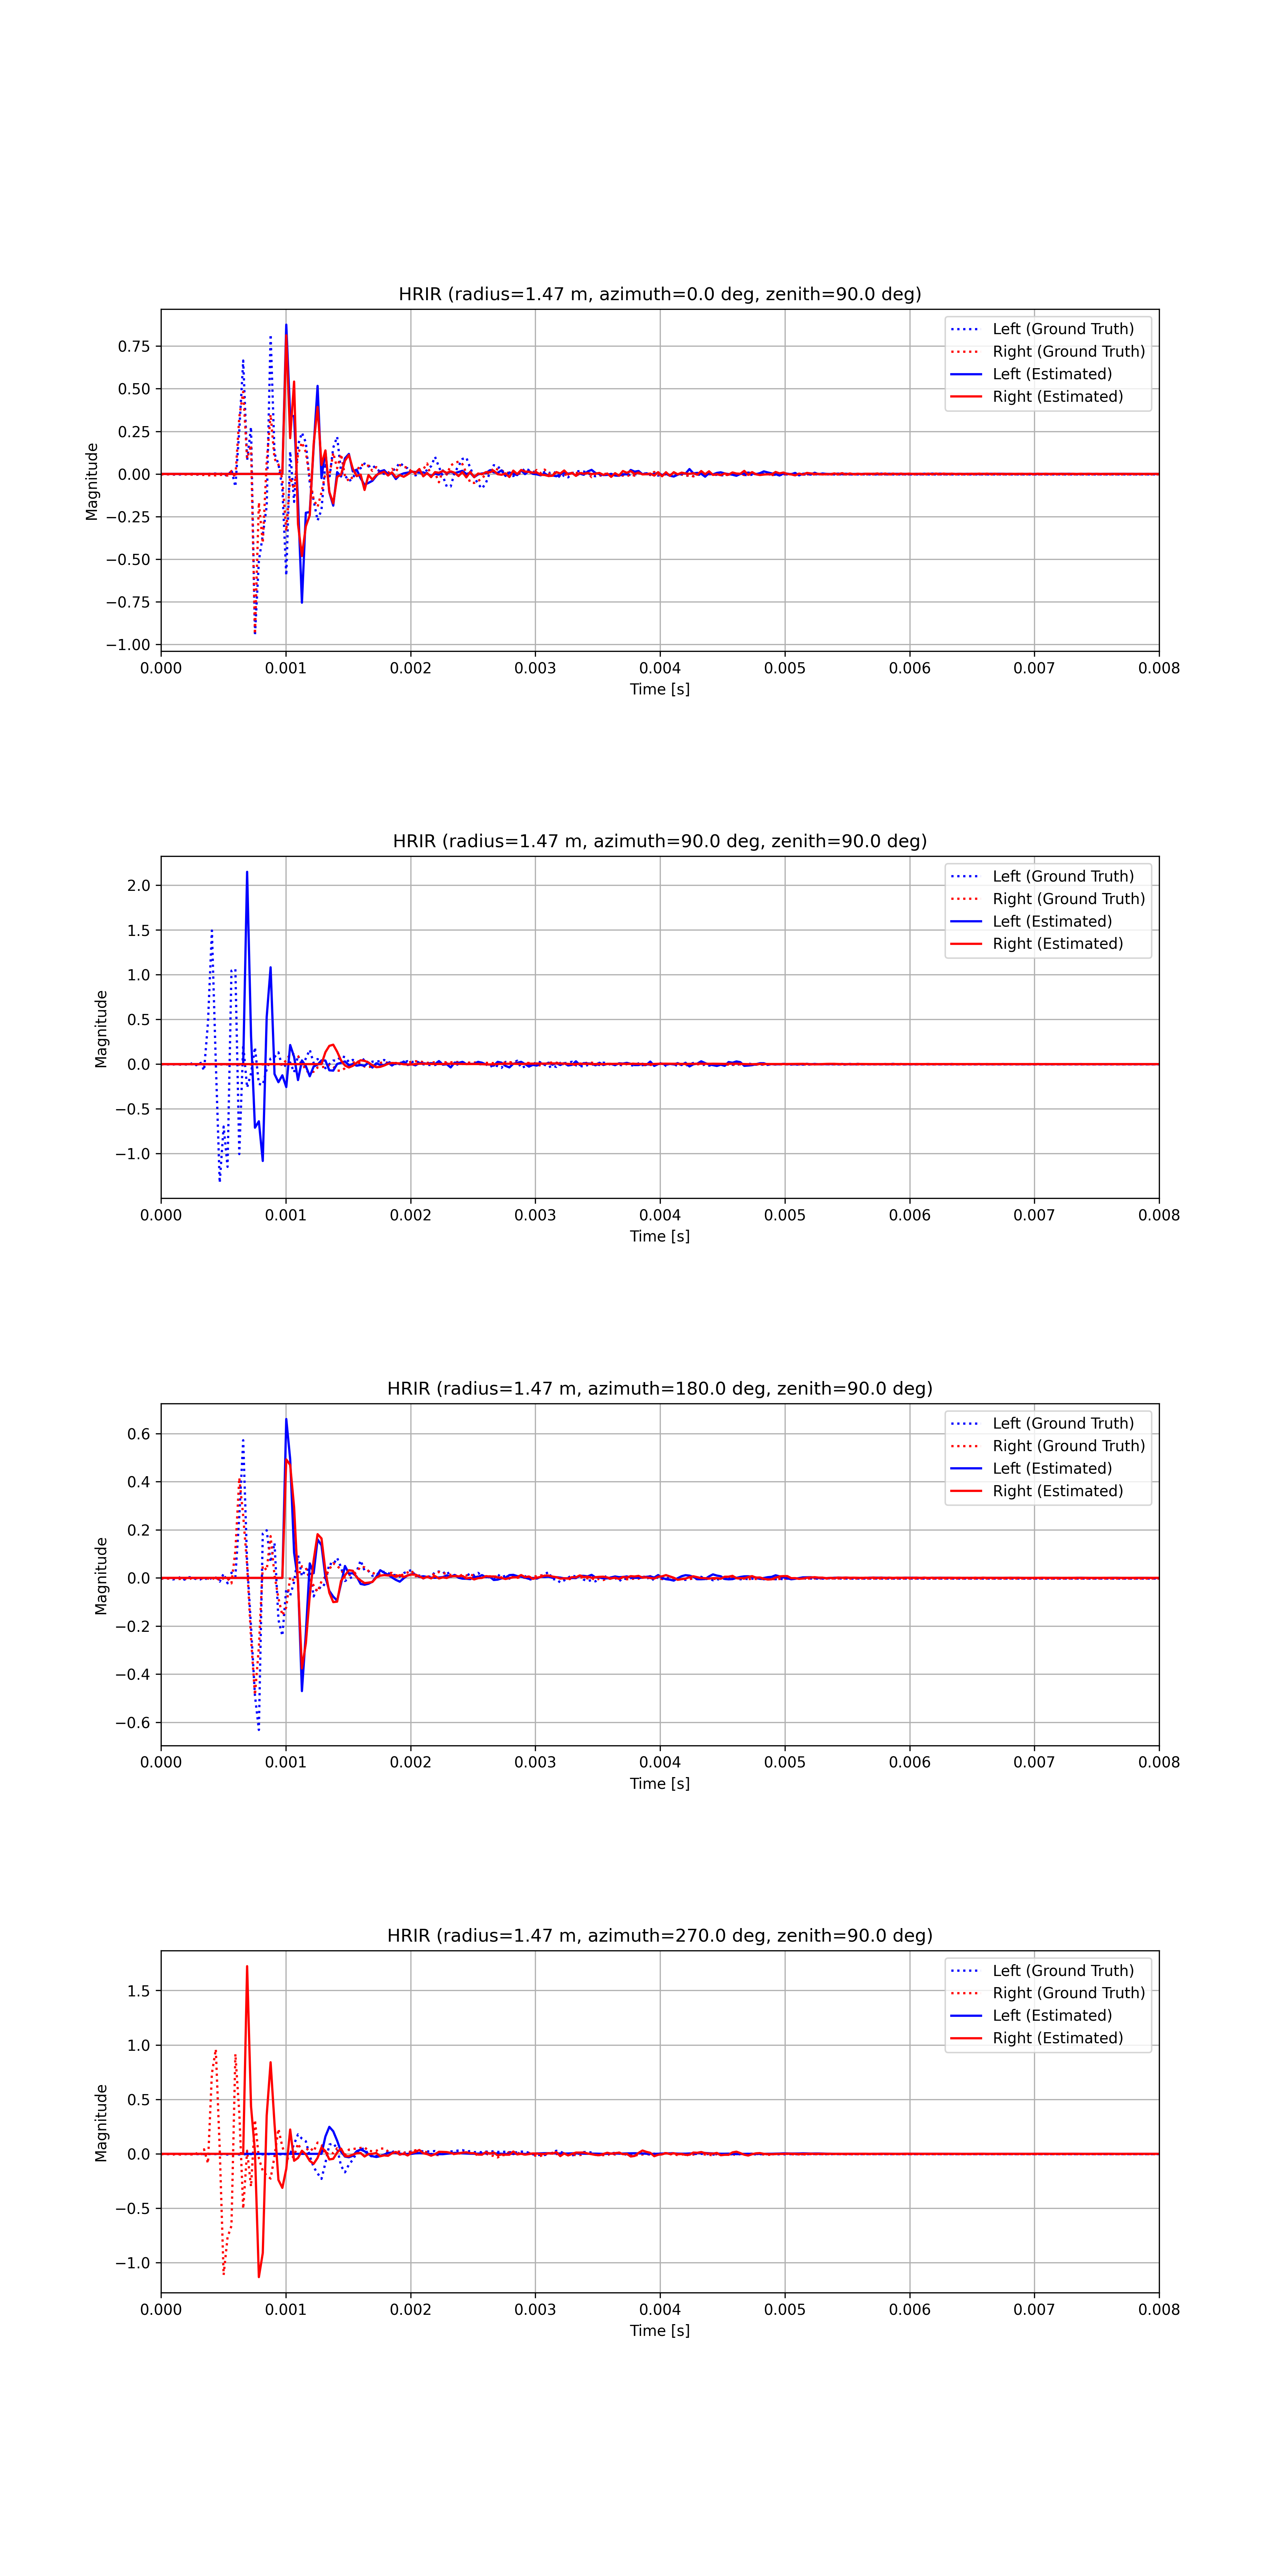 HRIR (radius=1.47 m, azimuth=0.0 deg, zenith=90.0 deg)
Left (Ground Truth)
Right (Ground Truth)
Left (Estimated)
Right (Estimated)
Magnitude
0.75
0.50
0.25
0.00
−0.25
−0.50
−0.75
−1.00
0.000 0.001 0.002 0.003 0.004 0.005 0.006 0.007 0.008
Time [s]
HRIR (radius=1.47 m, azimuth=90.0 deg, zenith=90.0 deg)
Left (Ground Truth)
Right (Ground Truth)
Left (Estimated)
Right (Estimated)
Magnitude
2.0
1.5
1.0
0.5
0.0
−0.5
−1.0
0.000 0.001 0.002 0.003 0.004 0.005 0.006 0.007 0.008
Time [s]
HRIR (radius=1.47 m, azimuth=180.0 deg, zenith=90.0 deg)
Left (Ground Truth)
Right (Ground Truth)
Left (Estimated)
Right (Estimated)
Magnitude
0.6
0.4
0.2
0.0
−0.2
−0.4
−0.6
0.000 0.001 0.002 0.003 0.004 0.005 0.006 0.007 0.008
Time [s]
HRIR (radius=1.47 m, azimuth=270.0 deg, zenith=90.0 deg)
Left (Ground Truth)
Right (Ground Truth)
Left (Estimated)
Right (Estimated)
Magnitude
1.5
1.0
0.5
0.0
−0.5
−1.0
0.000 0.001 0.002 0.003 0.004 0.005 0.006 0.007 0.008
Time [s]